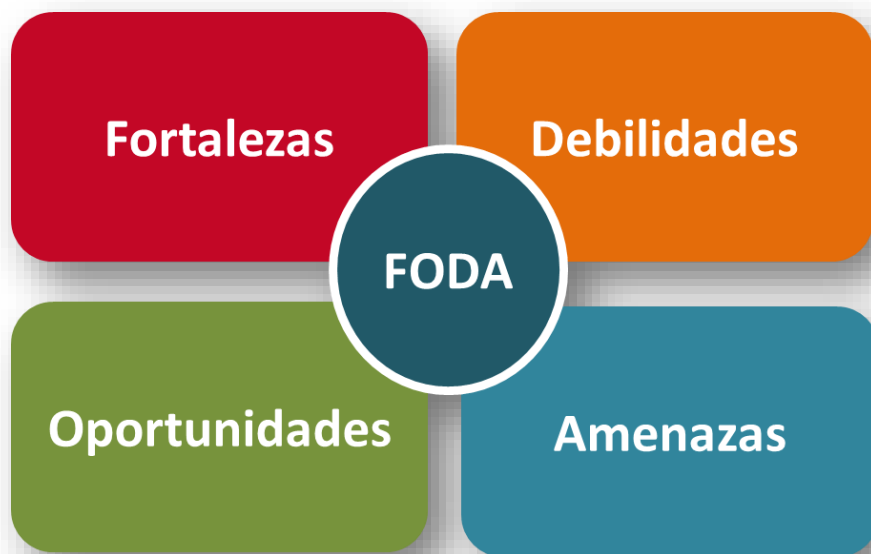 Fortalezas
Debilidades
FODA
Oportunidades
Amenazas